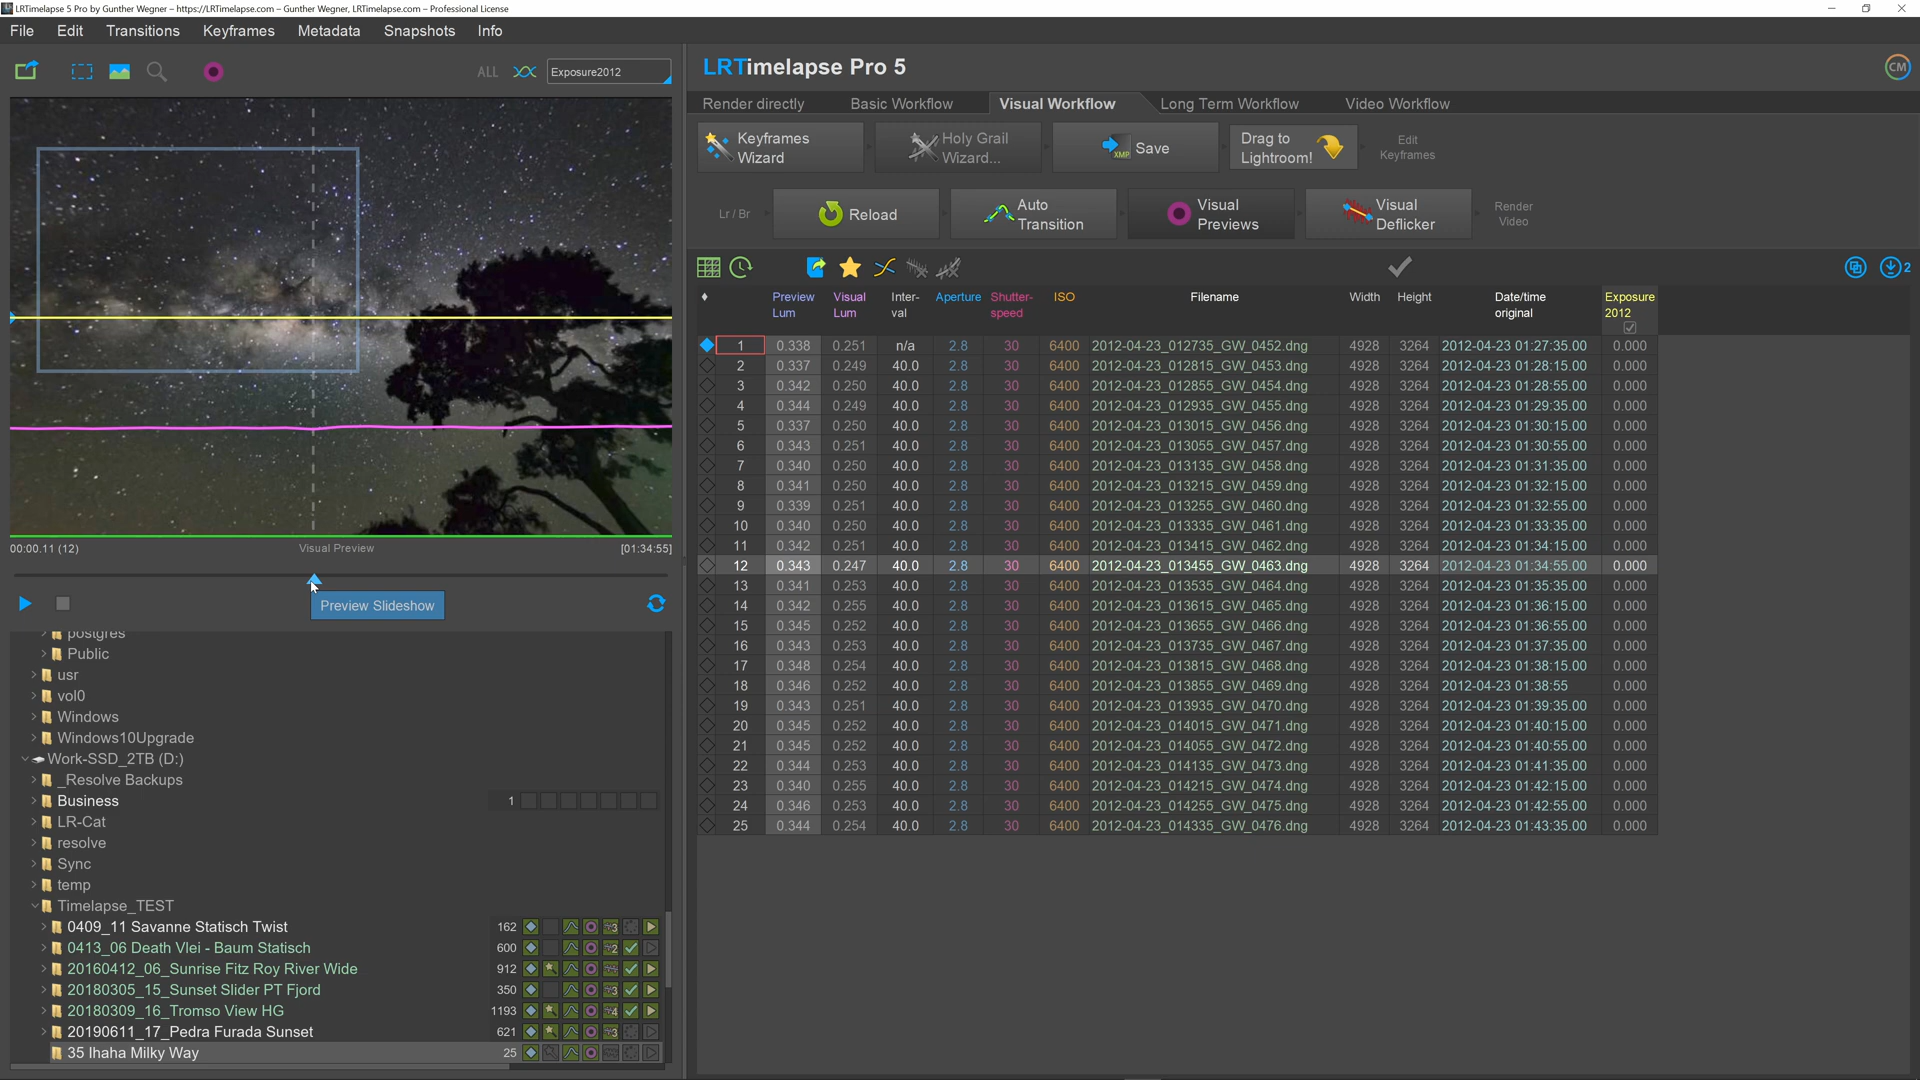 LRTimelapse 5 Pro by Gunther Wegner – https://LRTimelapse.com – Gunther Wegner, LRTimelapse.com – Professional License
File Edit Transitions Keyframes Metadata Snapshots Info
ALL Exposure2012
LRTimelapse Pro 5
CM
Render directly Basic Workflow Visual Workflow Long Term Workflow Video Workflow
Keyframes Wizard
Holy Grail Wizard...
XMP Save
Drag to Lightroom!
Edit Keyframes
Lr / Br
Reload
Auto Transition
Visual Previews
Visual Deflicker
Render Video
2
Preview Lum Visual Lum Inter-val Aperture Shutter-speed ISO Filename Width Height Date/time original Exposure 2012
1 0.338 0.251 n/a 2.8 30 6400 2012-04-23_012735_GW_0452.dng 4928 3264 2012-04-23 01:27:35.00 0.000
2 0.337 0.249 40.0 2.8 30 6400 2012-04-23_012815_GW_0453.dng 4928 3264 2012-04-23 01:28:15.00 0.000
3 0.342 0.250 40.0 2.8 30 6400 2012-04-23_012855_GW_0454.dng 4928 3264 2012-04-23 01:28:55.00 0.000
4 0.344 0.249 40.0 2.8 30 6400 2012-04-23_012935_GW_0455.dng 4928 3264 2012-04-23 01:29:35.00 0.000
5 0.337 0.250 40.0 2.8 30 6400 2012-04-23_013015_GW_0456.dng 4928 3264 2012-04-23 01:30:15.00 0.000
6 0.343 0.251 40.0 2.8 30 6400 2012-04-23_013055_GW_0457.dng 4928 3264 2012-04-23 01:30:55.00 0.000
7 0.340 0.250 40.0 2.8 30 6400 2012-04-23_013135_GW_0458.dng 4928 3264 2012-04-23 01:31:35.00 0.000
8 0.341 0.250 40.0 2.8 30 6400 2012-04-23_013215_GW_0459.dng 4928 3264 2012-04-23 01:32:15.00 0.000
9 0.339 0.251 40.0 2.8 30 6400 2012-04-23_013255_GW_0460.dng 4928 3264 2012-04-23 01:32:55.00 0.000
10 0.340 0.250 40.0 2.8 30 6400 2012-04-23_013335_GW_0461.dng 4928 3264 2012-04-23 01:33:35.00 0.000
11 0.342 0.251 40.0 2.8 30 6400 2012-04-23_013415_GW_0462.dng 4928 3264 2012-04-23 01:34:15.00 0.000
12 0.343 0.247 40.0 2.8 30 6400 2012-04-23_013455_GW_0463.dng 4928 3264 2012-04-23 01:34:55.00 0.000
13 0.341 0.253 40.0 2.8 30 6400 2012-04-23_013535_GW_0464.dng 4928 3264 2012-04-23 01:35:35.00 0.000
14 0.342 0.255 40.0 2.8 30 6400 2012-04-23_013615_GW_0465.dng 4928 3264 2012-04-23 01:36:15.00 0.000
15 0.345 0.252 40.0 2.8 30 6400 2012-04-23_013655_GW_0466.dng 4928 3264 2012-04-23 01:36:55.00 0.000
16 0.343 0.253 40.0 2.8 30 6400 2012-04-23_013735_GW_0467.dng 4928 3264 2012-04-23 01:37:35.00 0.000
17 0.348 0.254 40.0 2.8 30 6400 2012-04-23_013815_GW_0468.dng 4928 3264 2012-04-23 01:38:15.00 0.000
18 0.346 0.252 40.0 2.8 30 6400 2012-04-23_013855_GW_0469.dng 4928 3264 2012-04-23 01:38:55 0.000
19 0.343 0.251 40.0 2.8 30 6400 2012-04-23_013935_GW_0470.dng 4928 3264 2012-04-23 01:39:35.00 0.000
20 0.345 0.252 40.0 2.8 30 6400 2012-04-23_014015_GW_0471.dng 4928 3264 2012-04-23 01:40:15.00 0.000
21 0.345 0.252 40.0 2.8 30 6400 2012-04-23_014055_GW_0472.dng 4928 3264 2012-04-23 01:40:55.00 0.000
22 0.344 0.253 40.0 2.8 30 6400 2012-04-23_014135_GW_0473.dng 4928 3264 2012-04-23 01:41:35.00 0.000
23 0.340 0.255 40.0 2.8 30 6400 2012-04-23_014215_GW_0474.dng 4928 3264 2012-04-23 01:42:15.00 0.000
24 0.346 0.253 40.0 2.8 30 6400 2012-04-23_014255_GW_0475.dng 4928 3264 2012-04-23 01:42:55.00 0.000
25 0.344 0.254 40.0 2.8 30 6400 2012-04-23_014335_GW_0476.dng 4928 3264 2012-04-23 01:43:35.00 0.000
00:00.11 (12) Visual Preview [01:34:55]
Preview Slideshow
postgres
Public
usr
vol0
Windows
Windows10Upgrade
Work-SSD_2TB (D:)
_Resolve Backups
Business 1
LR-Cat
resolve
Sync
temp
Timelapse_TEST
0409_11 Savanne Statisch Twist 162 3
0413_06 Death Vlei - Baum Statisch 600 2
20160412_06_Sunrise Fitz Roy River Wide 912
20180305_15_Sunset Slider PT Fjord 350 3
20180309_16_Tromso View HG 1193 4
20190611_17_Pedra Furada Sunset 621 3
35 Ihaha Milky Way 25